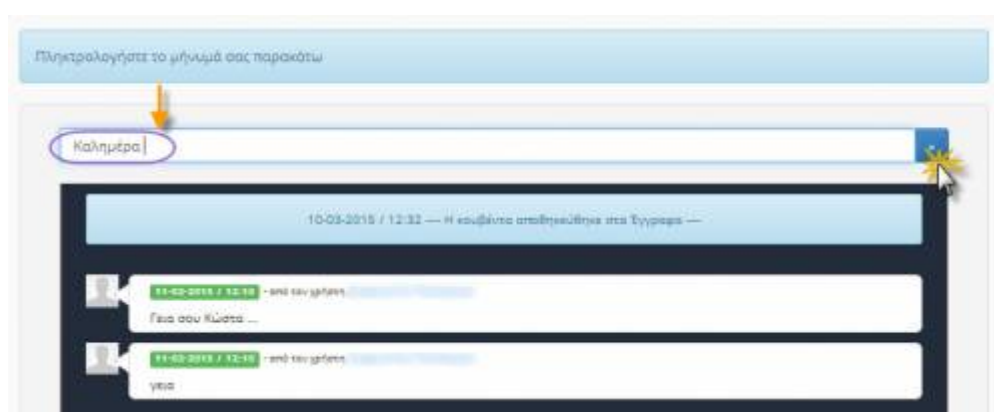 Πληκτρολογήστε το μήνυμά σας παρακάτω
Καλημέρα
10-03-2015 / 12:32 --- Η κουβέντα αποθηκεύθηκε στα Έγγραφα ---
- από τον χρήστη
Γεια σου Κώστα ...
- από τον χρήστη
γεια